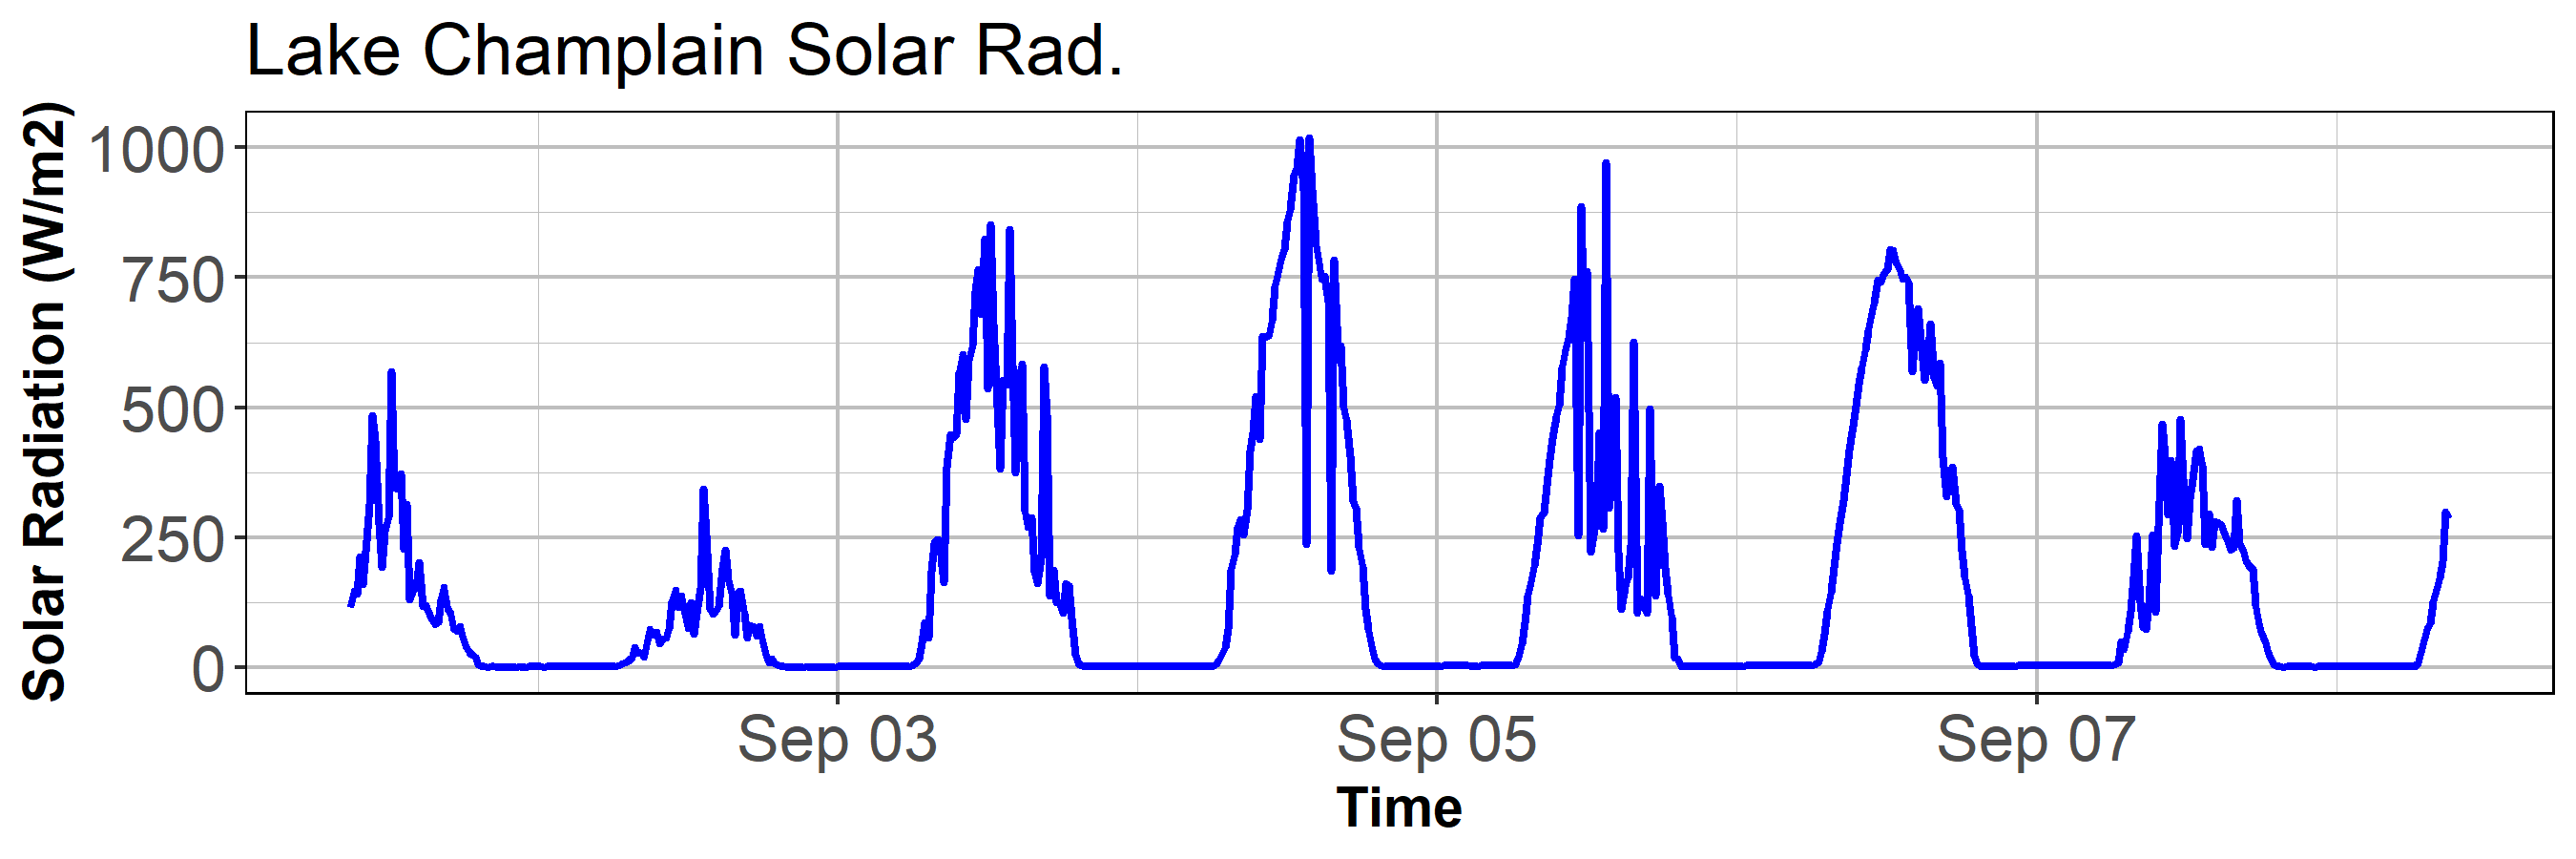 Lake Champlain Solar Rad.
Solar Radiation (W/m2)
1000
750
500
250
0
Sep 03 Sep 05 Sep 07
Time